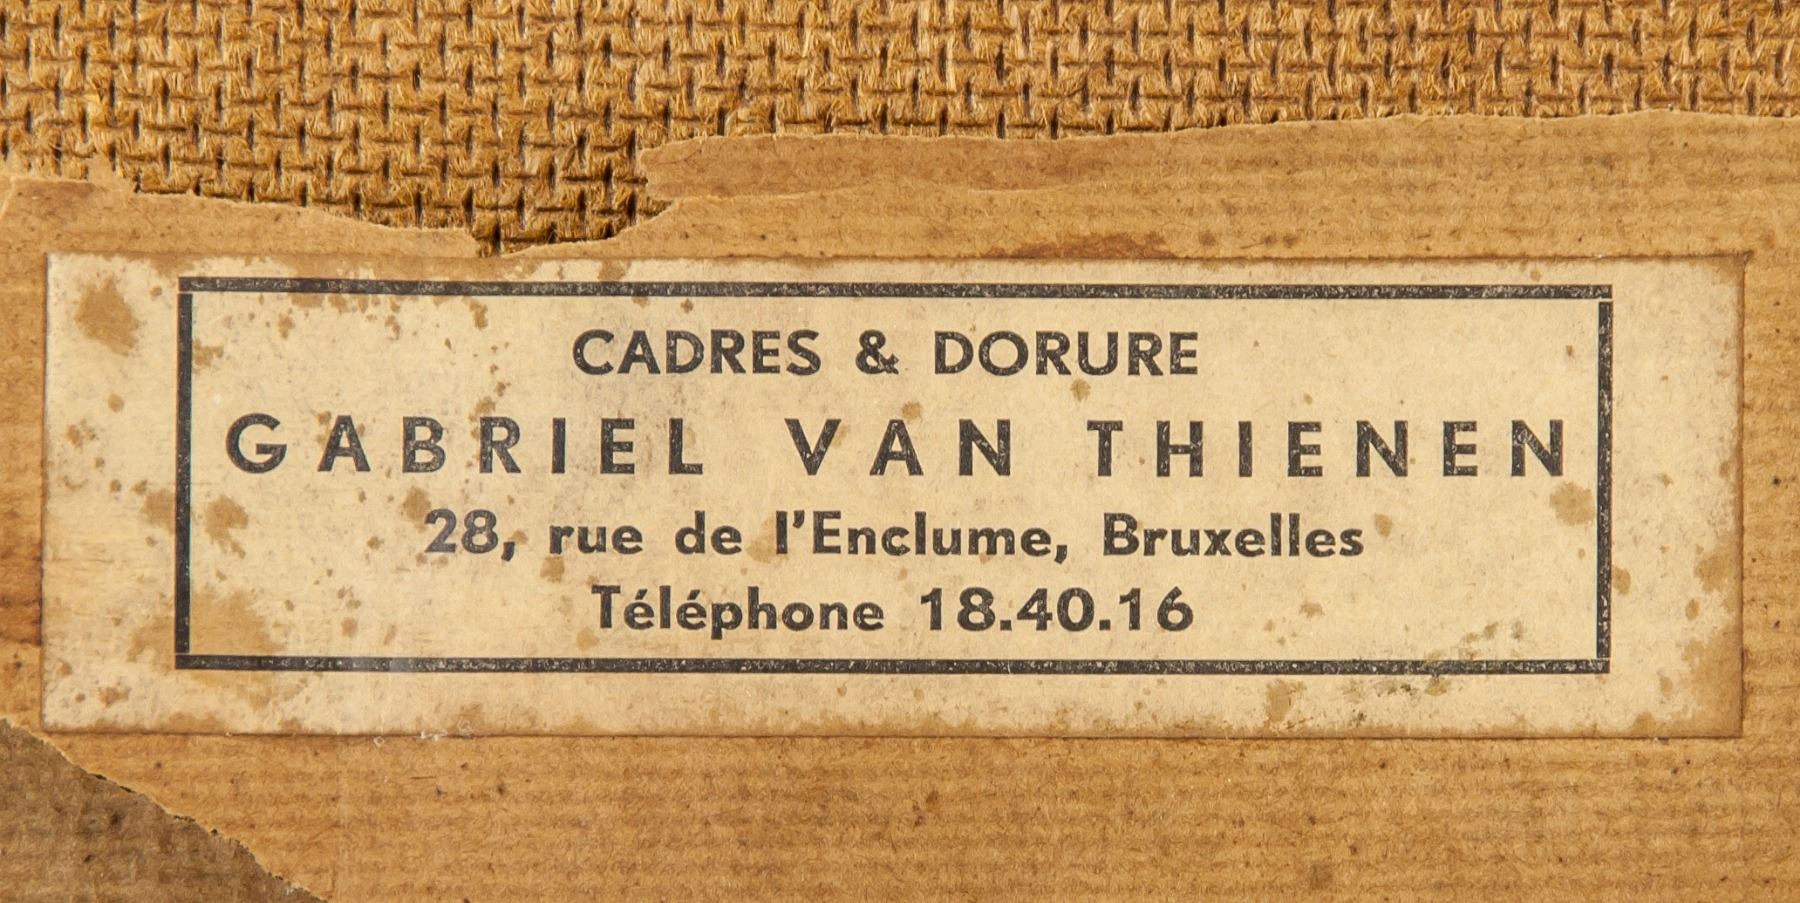 CADRES & DORURE
GABRIEL VAN THIENEN
28, rue de l'Enclume, Bruxelles
Téléphone 18.40.16